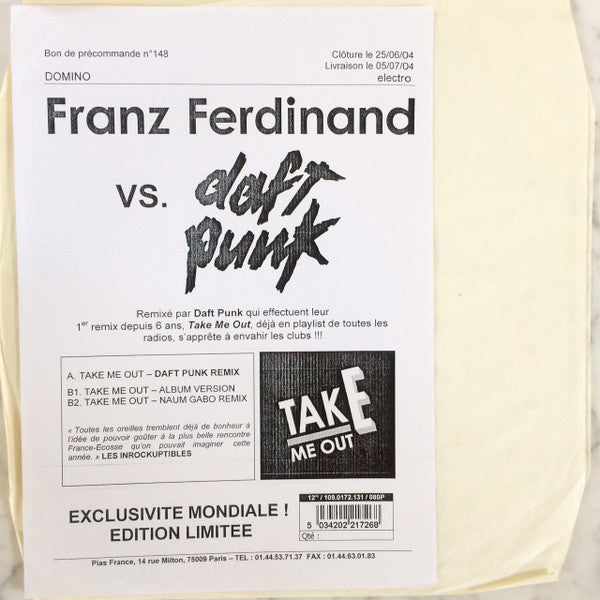 Bon de précommande n°148
Clôture le 25/06/04
Livraison le 05/07/04
DOMINO
electro
Franz Ferdinand
VS. daft
punk
Remixé par Daft Punk qui effectuent leur
1er remix depuis 6 ans, Take Me Out, déjà en playlist de toutes les
radios, s'apprête à envahir les clubs !!!
A. TAKE ME OUT – DAFT PUNK REMIX
B1. TAKE ME OUT – ALBUM VERSION
B2. TAKE ME OUT – NAUM GABO REMIX
« Toutes les oreilles tremblent déjà de bonheur à
l'idée de pouvoir goûter à la plus belle rencontre
France-Ecosse qu'on pouvait imaginer cette
année. » LES INROCKUPTIBLES
TAKE
ME OUT
EXCLUSIVITE MONDIALE !
EDITION LIMITEE
12" / 109.0172.131 / 080P
5 034202 217268
Qté :
Pias France, 14 rue Milton, 75009 Paris – TEL : 01.44.53.71.37 FAX : 01.44.63.01.83